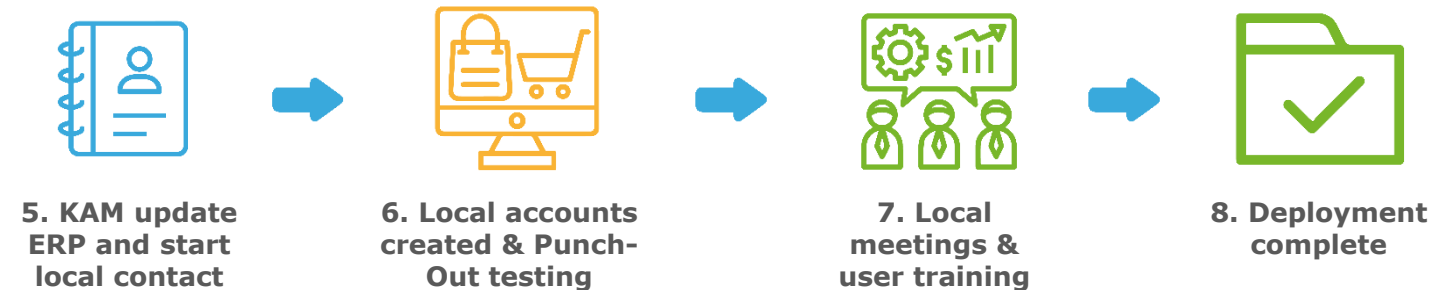 $
5. KAM update
ERP and start
local contact
6. Local accounts
created & Punch-
Out testing
7. Local
meetings &
user training
8. Deployment
complete